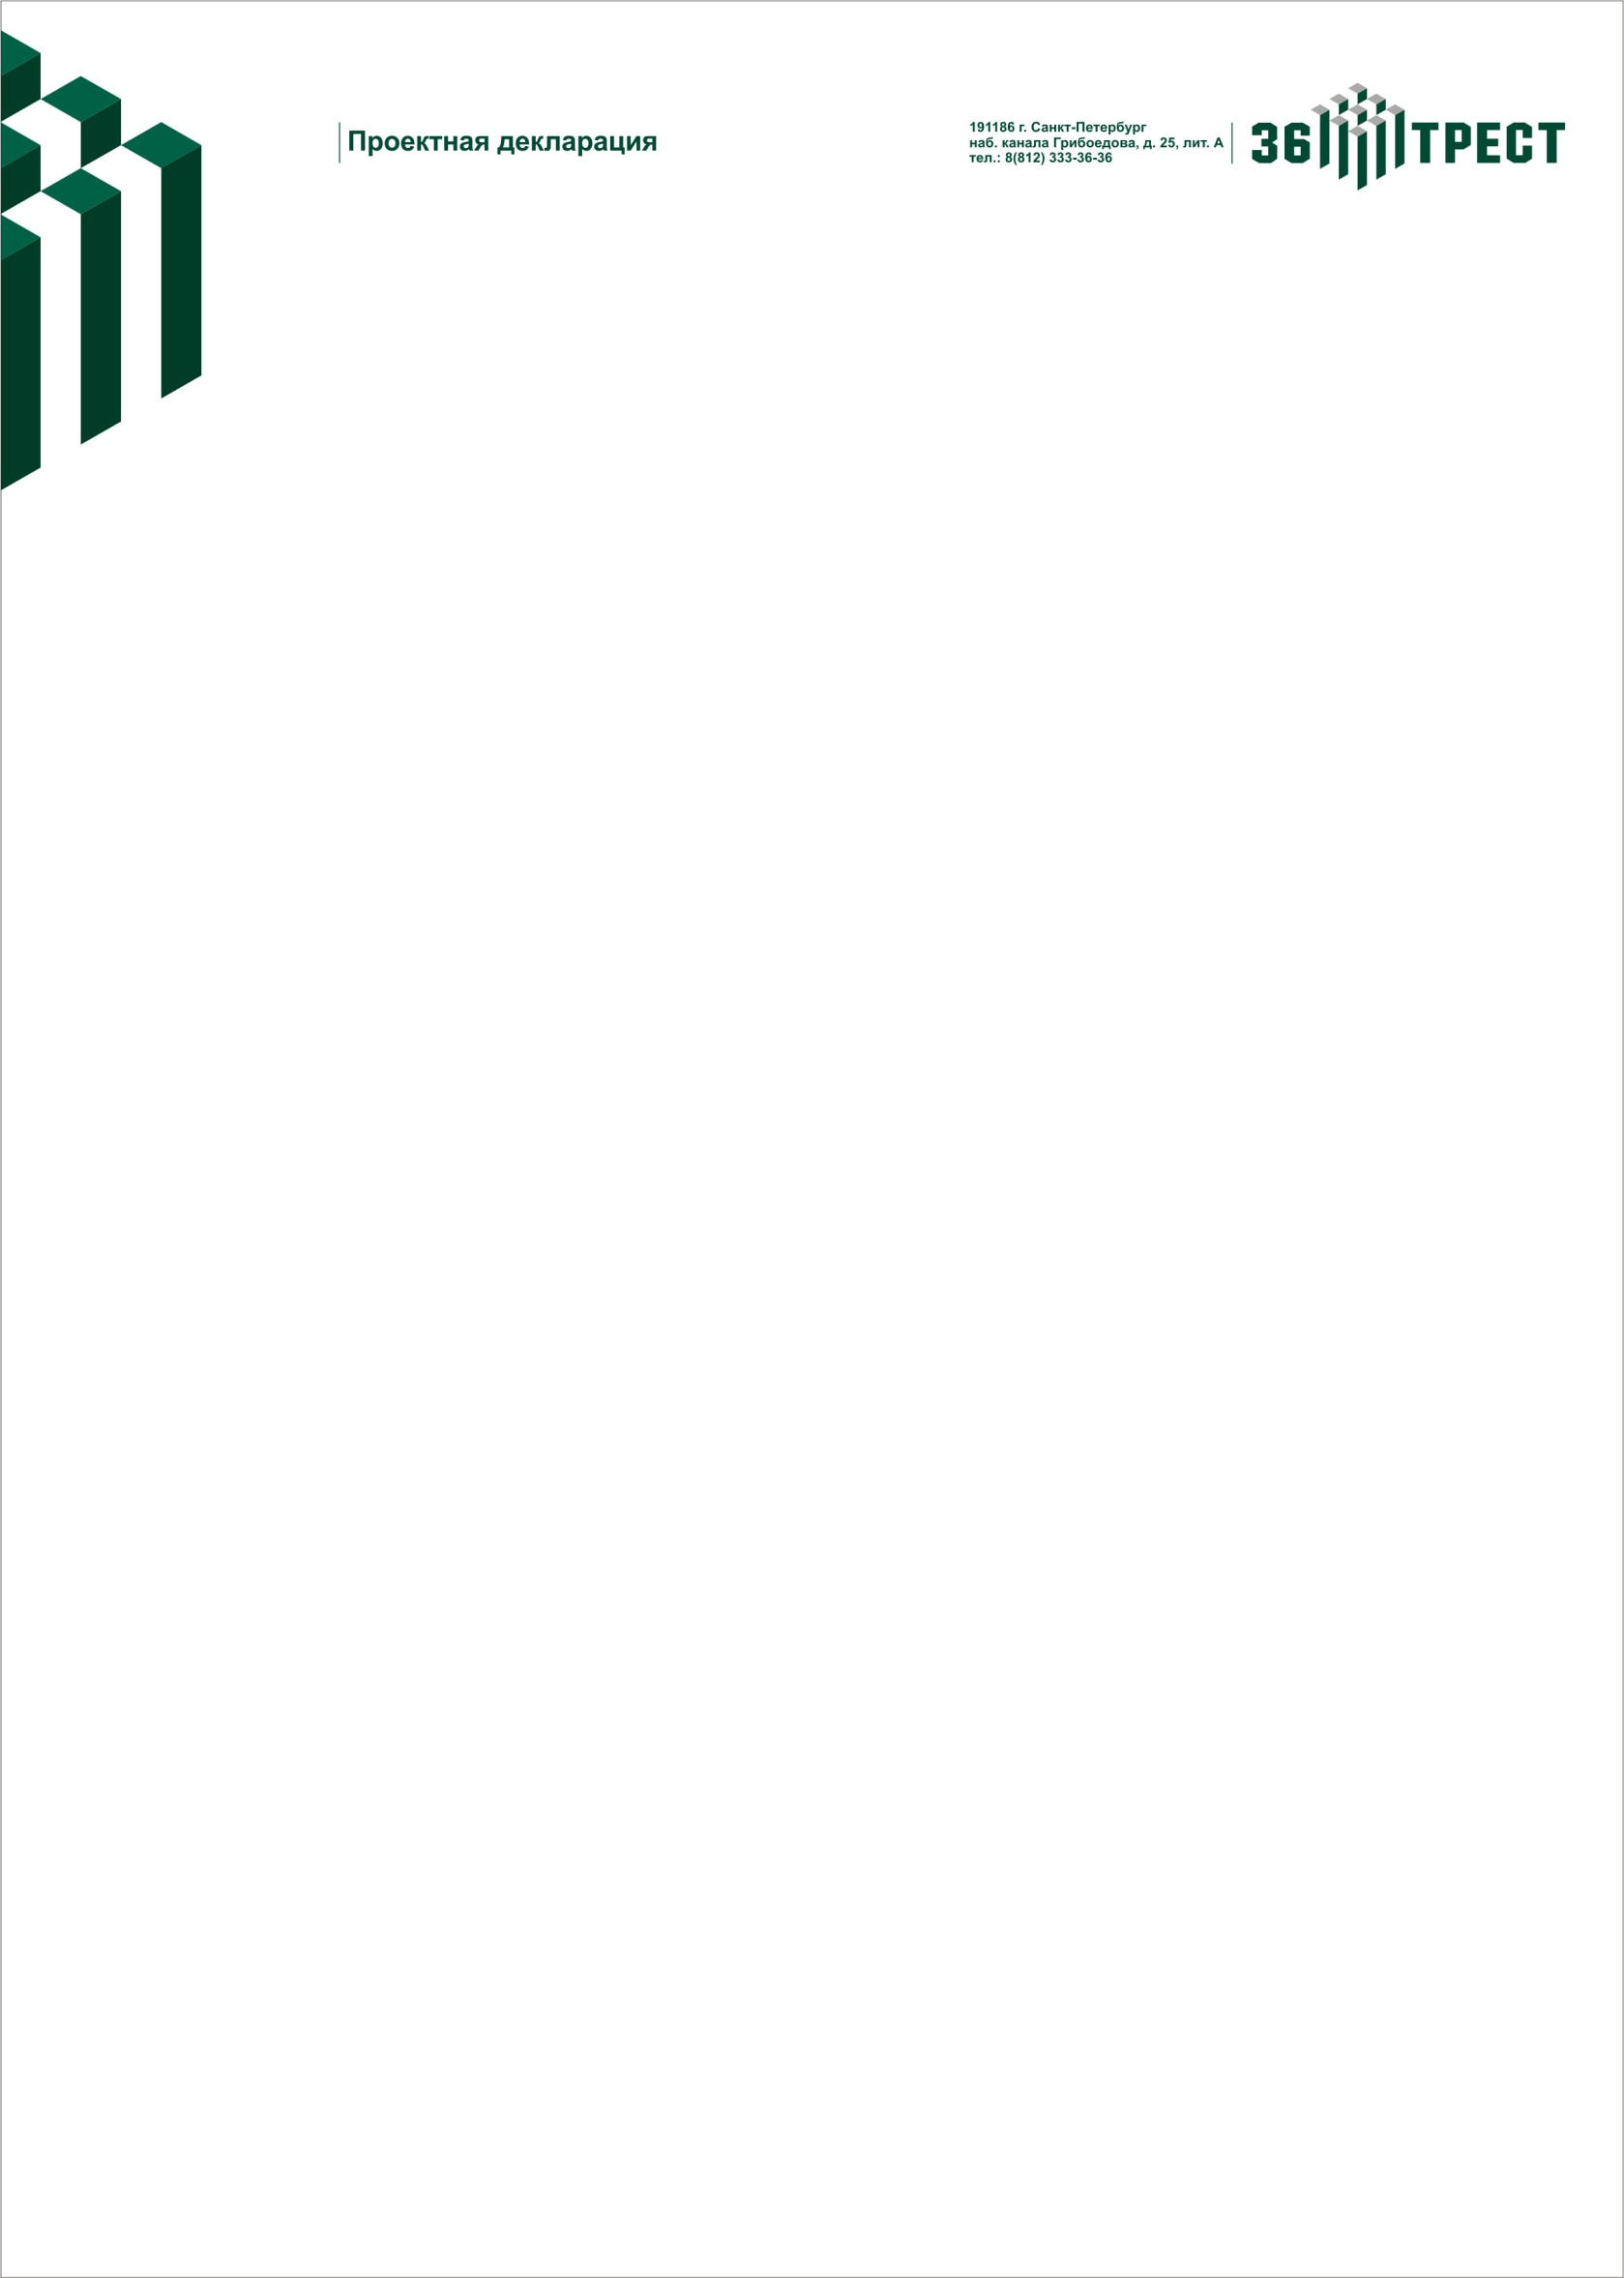 Проектная декларация
191186 г. Санкт-Петербург
наб. канала Грибоедова, д. 25, лит. А
тел.: 8(812) 333-36-36
36 ТРЕСТ